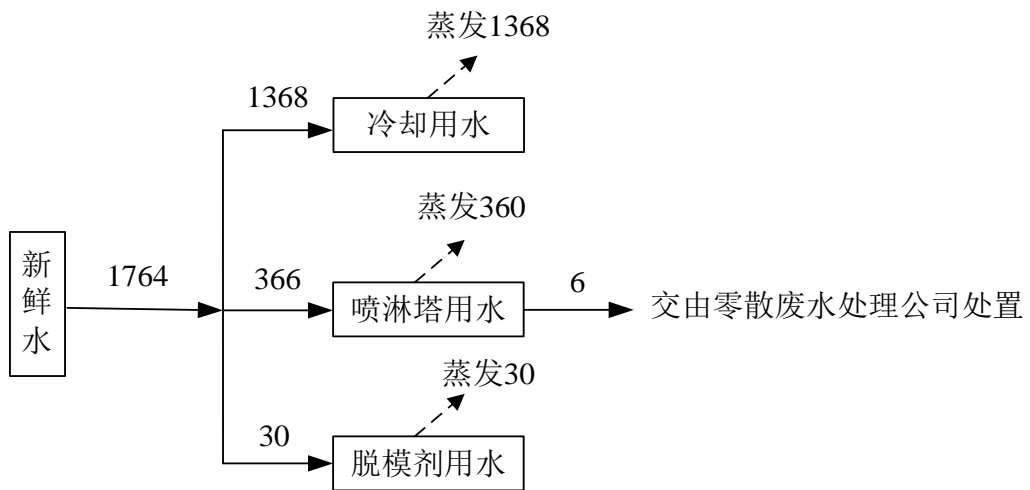 蒸发1368
1368
冷却用水
蒸发360
新鲜水
1764
366
喷淋塔用水
6
交由零散废水处理公司处置
蒸发30
30
脱模剂用水